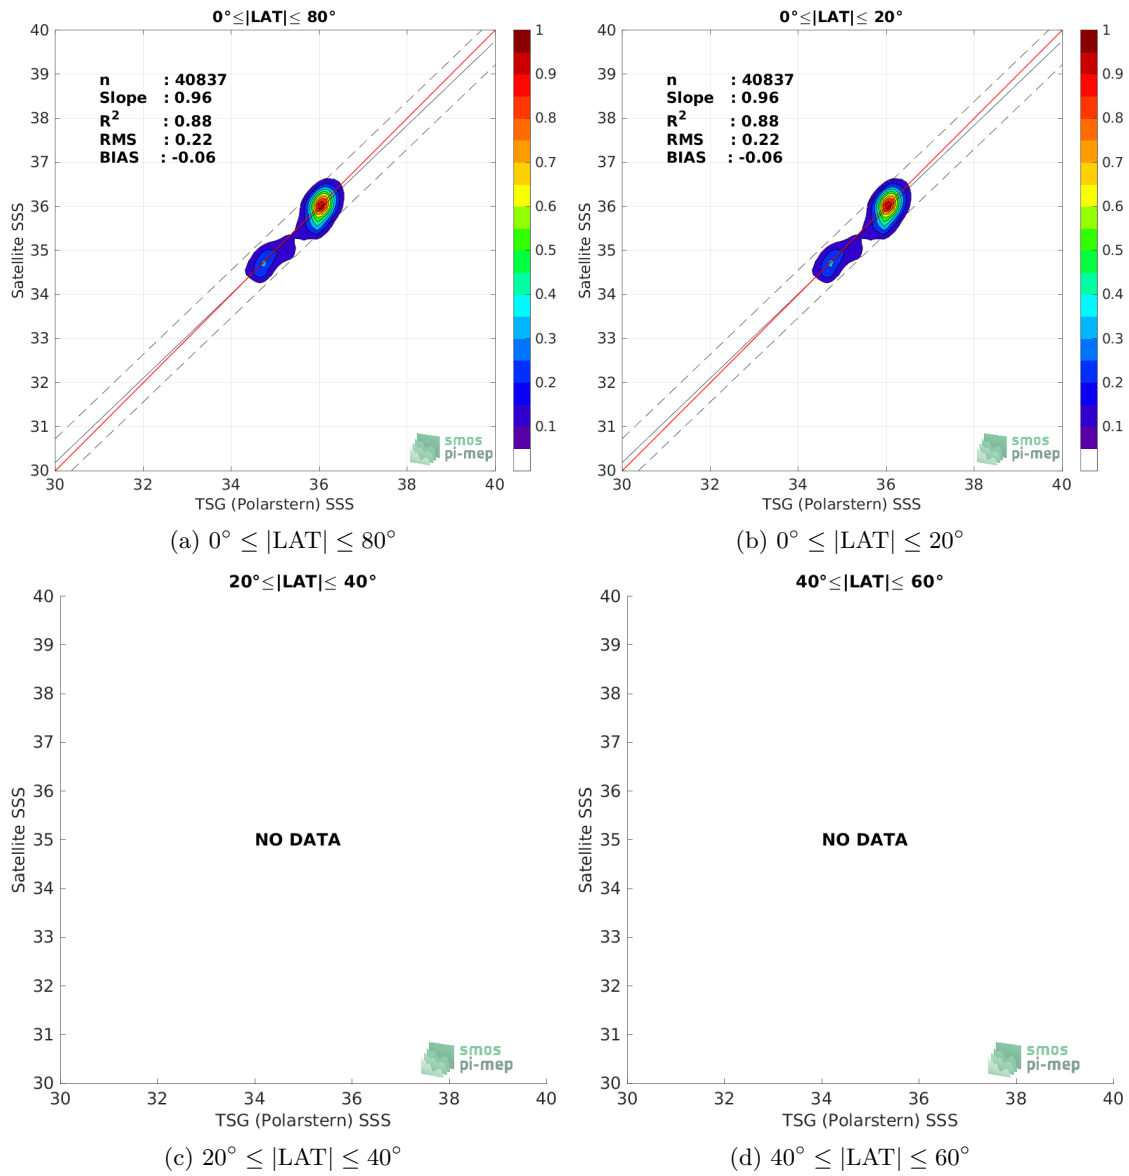 0°≤|LAT|≤ 80°
40
39
38
37
36
35
34
33
32
31
30
Satellite SSS
n : 40837
Slope : 0.96
R2 : 0.88
RMS : 0.22
BIAS : -0.06
smos
pi-mep
30 32 34 36 38 40
TSG (Polarstern) SSS
1
0.9
0.8
0.7
0.6
0.5
0.4
0.3
0.2
0.1
(a) 0° ≤ |LAT| ≤ 80°
0°≤|LAT|≤ 20°
40
39
38
37
36
35
34
33
32
31
30
Satellite SSS
n : 40837
Slope : 0.96
R2 : 0.88
RMS : 0.22
BIAS : -0.06
smos
pi-mep
30 32 34 36 38 40
TSG (Polarstern) SSS
1
0.9
0.8
0.7
0.6
0.5
0.4
0.3
0.2
0.1
(b) 0° ≤ |LAT| ≤ 20°
20°≤|LAT|≤ 40°
40
39
38
37
36
35
34
33
32
31
30
Satellite SSS
NO DATA
smos
pi-mep
30 32 34 36 38 40
TSG (Polarstern) SSS
(c) 20° ≤ |LAT| ≤ 40°
40°≤|LAT|≤ 60°
40
39
38
37
36
35
34
33
32
31
30
Satellite SSS
NO DATA
smos
pi-mep
30 32 34 36 38 40
TSG (Polarstern) SSS
(d) 40° ≤ |LAT| ≤ 60°